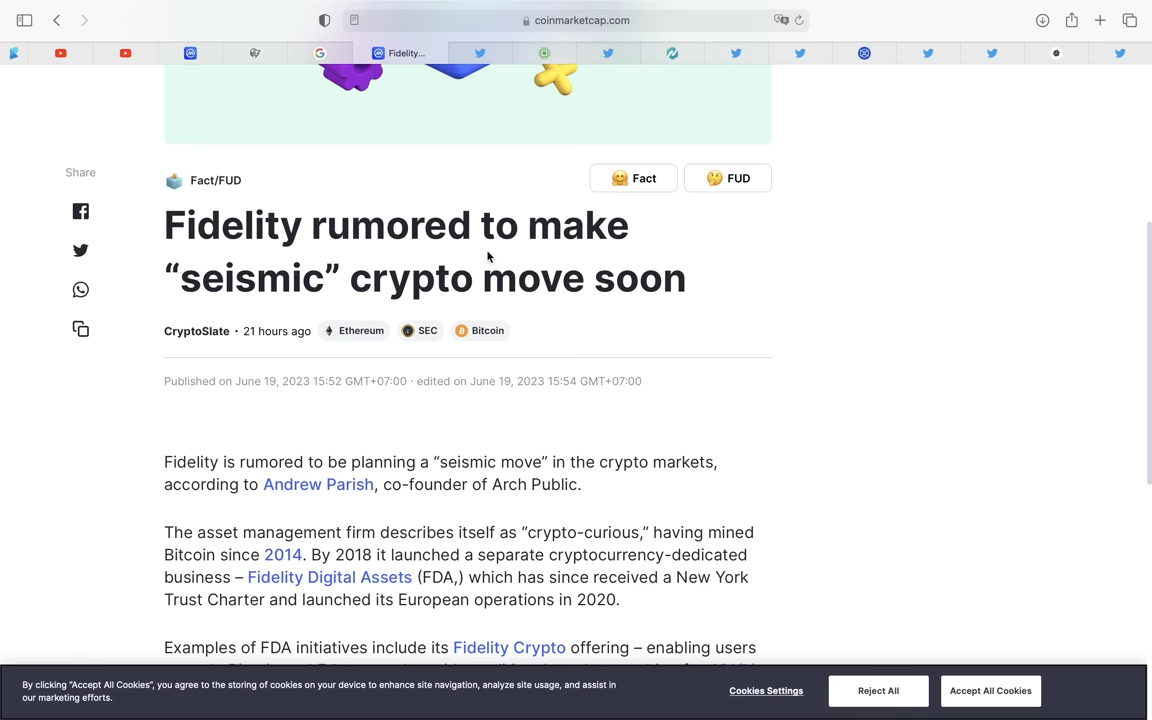 coinmarketcap.com
Fidelity...
Share
Fact/FUD
Fact
FUD
Fidelity rumored to make
“seismic” crypto move soon
CryptoSlate · 21 hours ago Ethereum SEC Bitcoin
Published on June 19, 2023 15:52 GMT+07:00 · edited on June 19, 2023 15:54 GMT+07:00
Fidelity is rumored to be planning a “seismic move” in the crypto markets,
according to Andrew Parish, co-founder of Arch Public.
The asset management firm describes itself as “crypto-curious,” having mined
Bitcoin since 2014. By 2018 it launched a separate cryptocurrency-dedicated
business – Fidelity Digital Assets (FDA,) which has since received a New York
Trust Charter and launched its European operations in 2020.
Examples of FDA initiatives include its Fidelity Crypto offering – enabling users
By clicking “Accept All Cookies”, you agree to the storing of cookies on your device to enhance site navigation, analyze site usage, and assist in
our marketing efforts.
Cookies Settings
Reject All
Accept All Cookies